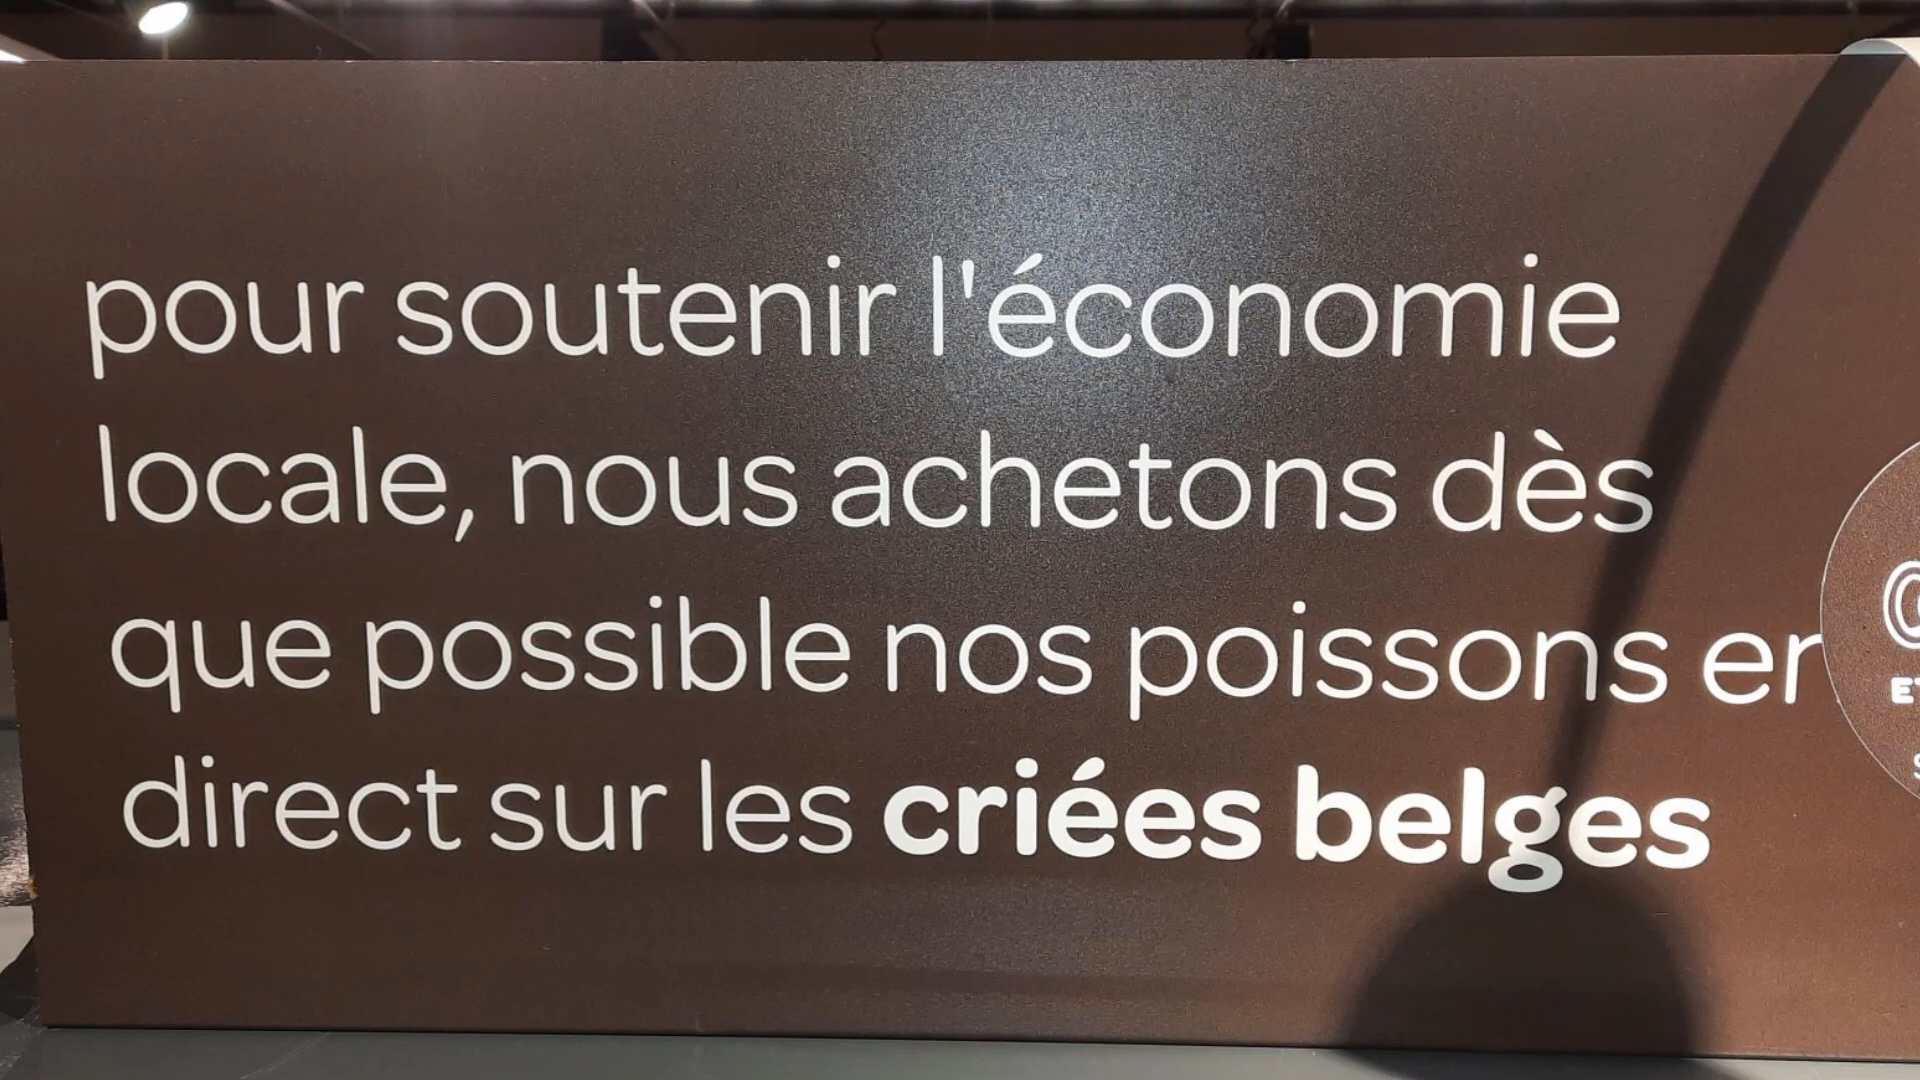 pour soutenir l'économie
locale, nous achetons dès
que possible nos poissons
direct sur les criées belges